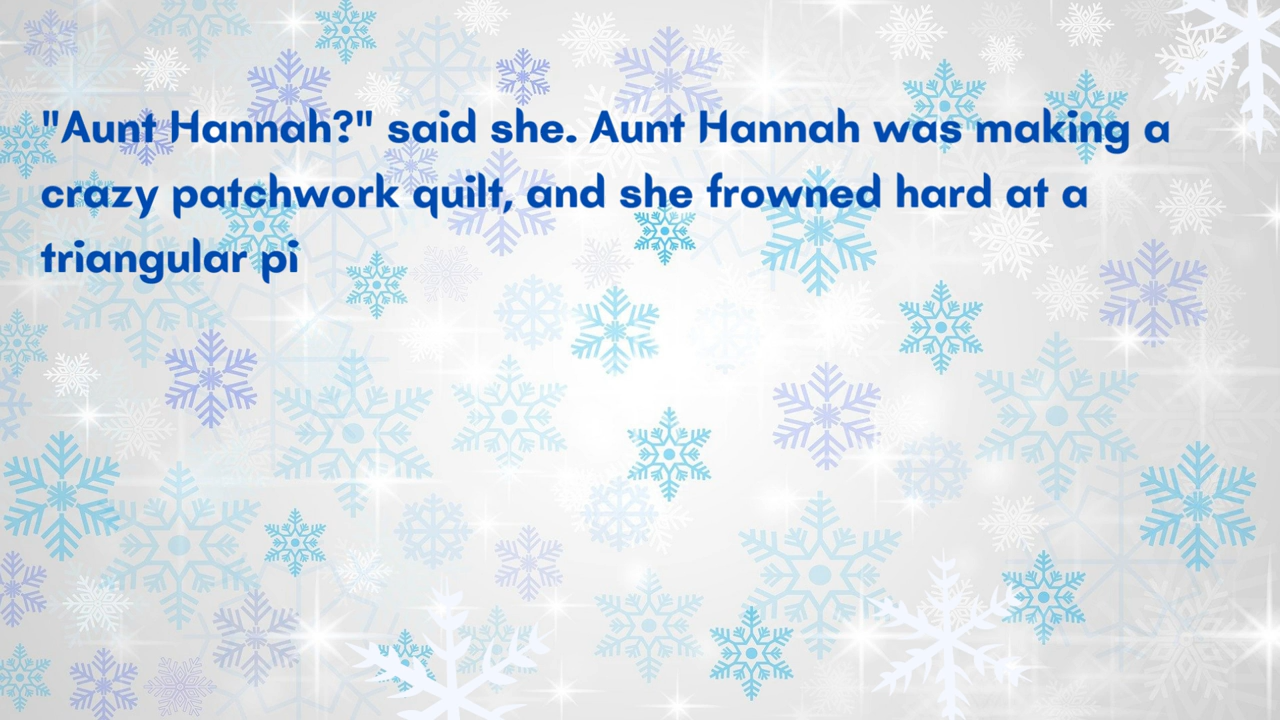 "Aunt Hannah?" said she. Aunt Hannah was making a
crazy patchwork quilt, and she frowned hard at a
triangular pi